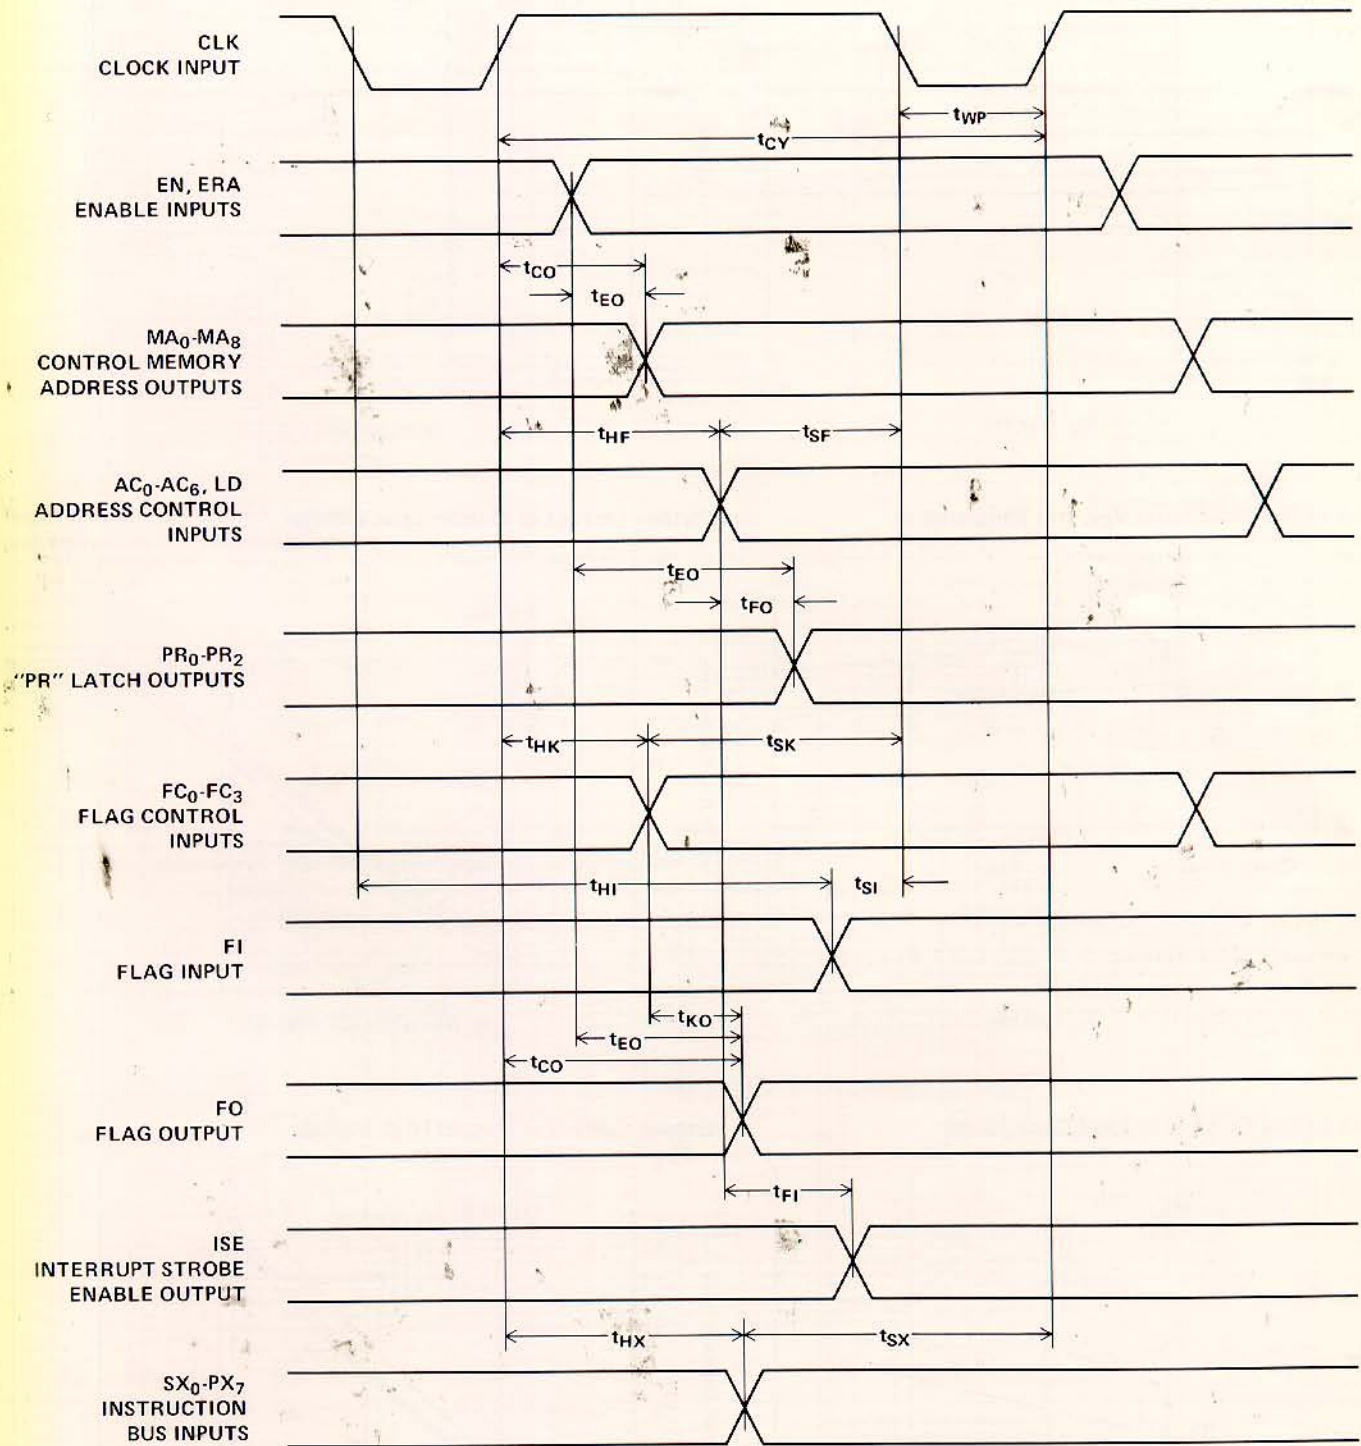 CLK
CLOCK INPUT
tWP
tCY
EN, ERA
ENABLE INPUTS
tCO
tEO
MA0-MA8
CONTROL MEMORY
ADDRESS OUTPUTS
tHF
tSF
AC0-AC6, LD
ADDRESS CONTROL
INPUTS
tEO
tFO
PR0-PR2
"PR" LATCH OUTPUTS
tHK
tSK
FC0-FC3
FLAG CONTROL
INPUTS
tHI
tSI
FI
FLAG INPUT
tKO
tEO
tCO
FO
FLAG OUTPUT
tFI
ISE
INTERRUPT STROBE
ENABLE OUTPUT
tHX
tSX
SX0-PX7
INSTRUCTION
BUS INPUTS